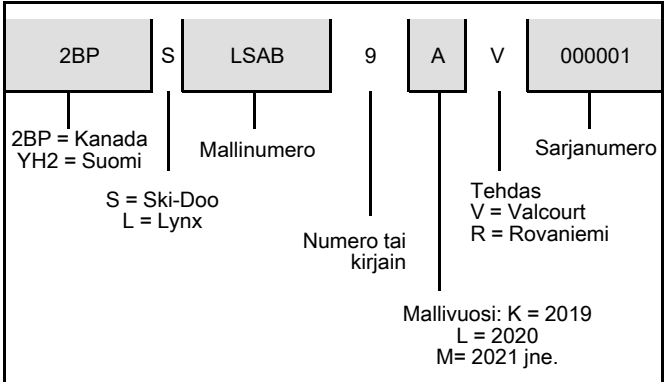 2BP S LSAB 9 A V 000001
2BP = Kanada
YH2 = Suomi
Mallinumero
Sarjanumero
S = Ski-Doo
L = Lynx
Tehdas
V = Valcourt
R = Rovaniemi
Numero tai
kirjain
Mallivuosi: K = 2019
L = 2020
M= 2021 jne.